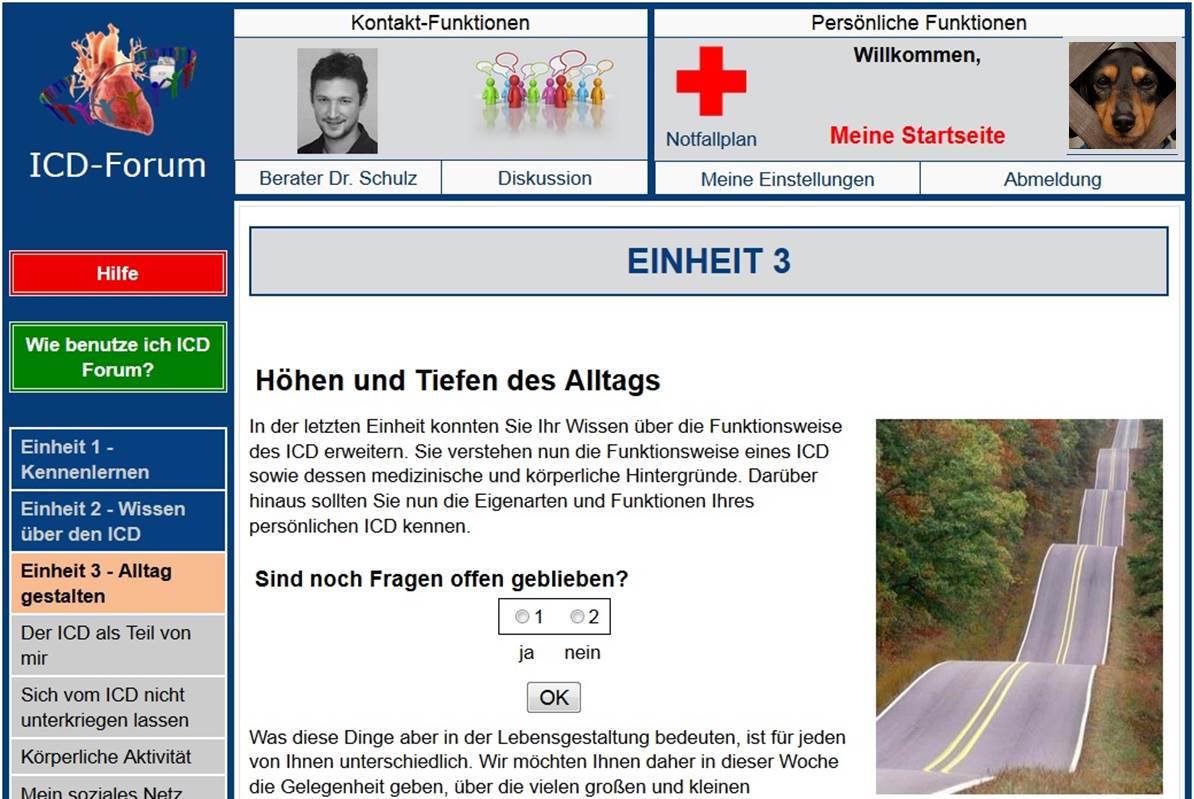 Kontakt-Funktionen
Persönliche Funktionen
Willkommen,
Notfallplan
Meine Startseite
ICD-Forum
Berater Dr. Schulz
Diskussion
Meine Einstellungen
Abmeldung
Hilfe
Wie benutze ich ICD
Forum?
Einheit 1 -
Kennenlernen
Einheit 2 - Wissen
über den ICD
Einheit 3 - Alltag
gestalten
Der ICD als Teil von
mir
Sich vom ICD nicht
unterkriegen lassen
Körperliche Aktivität
Mein soziales Netz
EINHEIT 3
Höhen und Tiefen des Alltags
In der letzten Einheit konnten Sie Ihr Wissen über die Funktionsweise
des ICD erweitern. Sie verstehen nun die Funktionsweise eines ICD
sowie dessen medizinische und körperliche Hintergründe. Darüber
hinaus sollten Sie nun die Eigenarten und Funktionen Ihres
persönlichen ICD kennen.
Sind noch Fragen offen geblieben?
1 2
ja nein
OK
Was diese Dinge aber in der Lebensgestaltung bedeuten, ist für jeden
von Ihnen unterschiedlich. Wir möchten Ihnen daher in dieser Woche
die Gelegenheit geben, über die vielen großen und kleinen